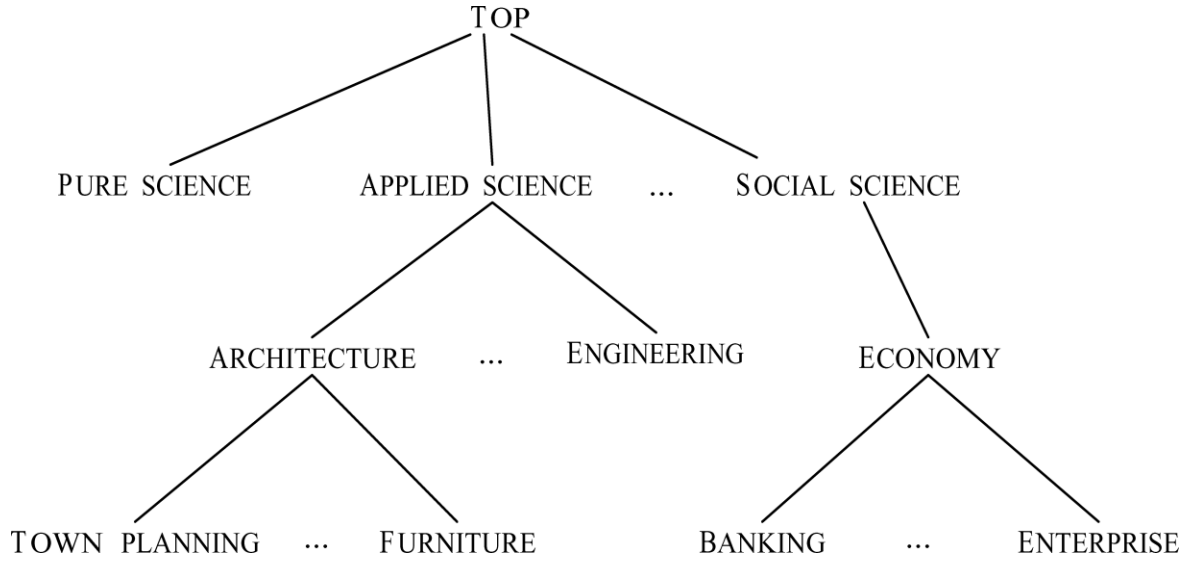 TOP
PURE SCIENCE APPLIED SCIENCE ... SOCIAL SCIENCE
ARCHITECTURE ... ENGINEERING ECONOMY
TOWN PLANNING ... FURNITURE BANKING ... ENTERPRISE